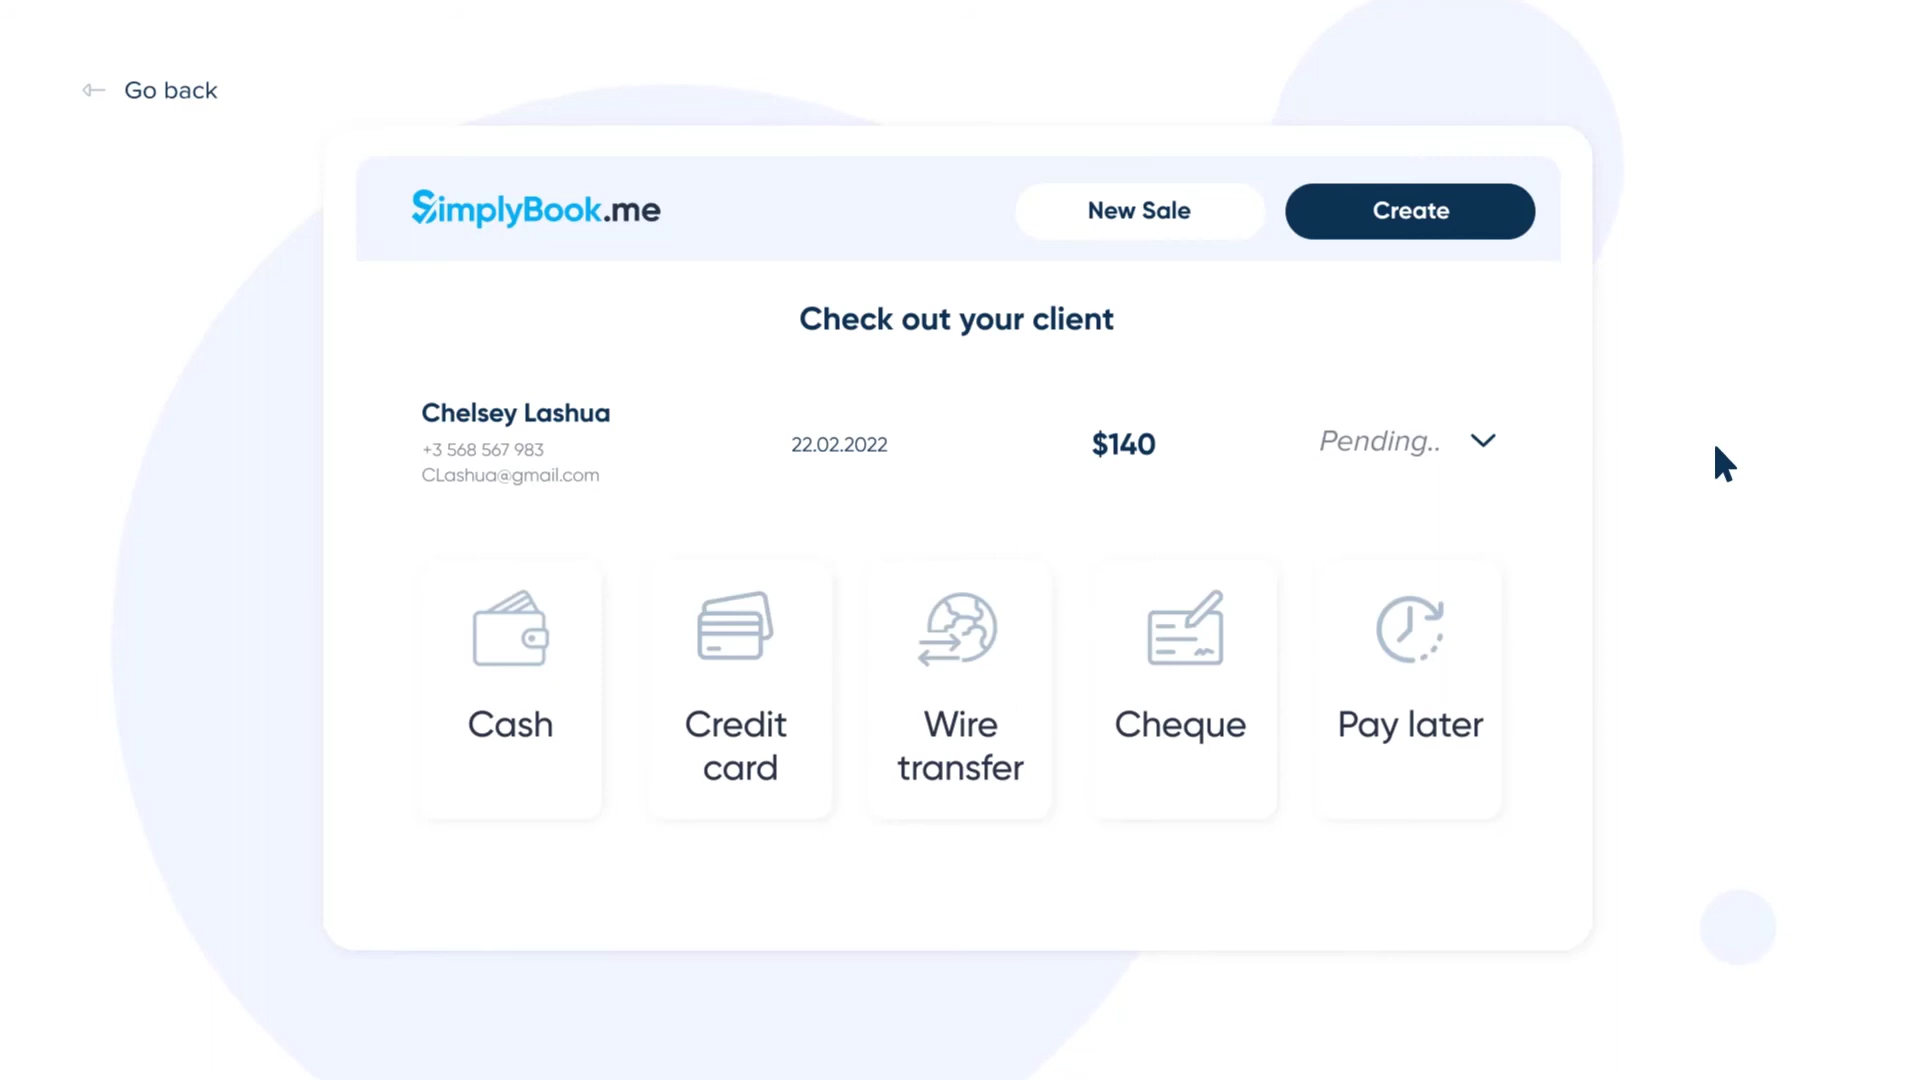 Go back
SimplyBook.me
New Sale
Create
Check out your client
Chelsey Lashua
+3 568 567 983
CLashua@gmail.com
22.02.2022
$140
Pending..
Cash
Credit
card
Wire
transfer
Cheque
Pay later